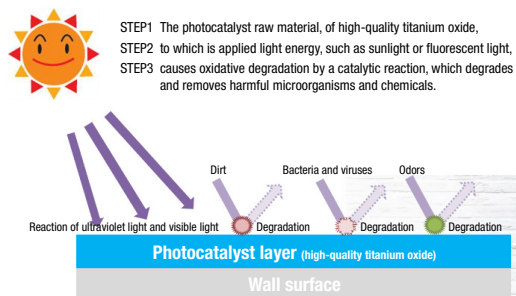 STEP1 The photocatalyst raw material, of high-quality titanium oxide,
STEP2 to which is applied light energy, such as sunlight or fluorescent light,
STEP3 causes oxidative degradation by a catalytic reaction, which degrades
and removes harmful microorganisms and chemicals.
Dirt
Bacteria and viruses
Odors
Reaction of ultraviolet light and visible light
Degradation
Degradation
Degradation
Photocatalyst layer (high-quality titanium oxide)
Wall surface